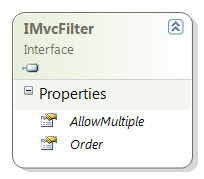 IMvcFilter
Interface
Properties
AllowMultiple
Order